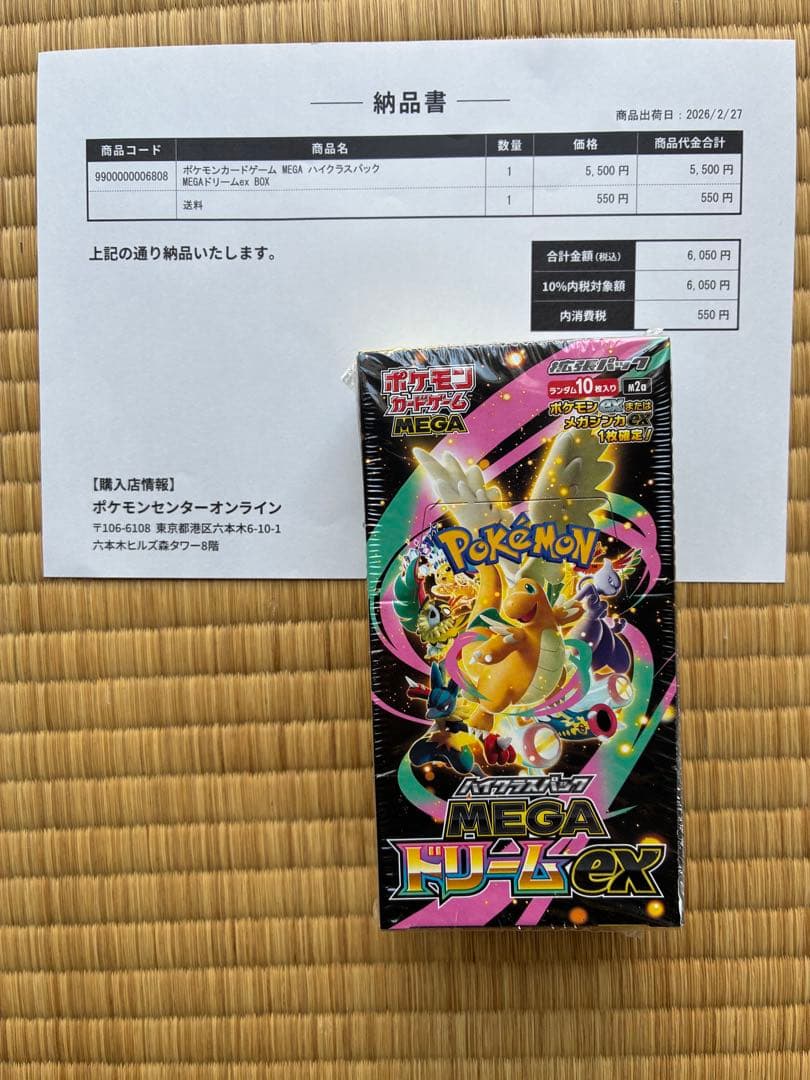 納品書
商品出荷日：2026/2/27
商品コード 商品名 数量 価格 商品代金合計
9900000006808 ポケモンカードゲーム MEGA ハイクラスパック 1 5,500 円 5,500 円
MEGAドリームex BOX
送料 1 550 円 550 円
上記の通り納品いたします。
合計金額(税込) 6,050 円
10%内税対象額 6,050 円
内消費税 550 円
【購入店情報】
ポケモンセンターオンライン
〒106-6108 東京都港区六本木6-10-1
六本木ヒルズ森タワー8階
ポケモン
カードゲーム
MEGA
拡張パック
ランダム10枚入り M2a
ポケモンexまたは
メガシンカex
1枚確定!
POKÉMON
ハイクラスパック
MEGA
ドリームex